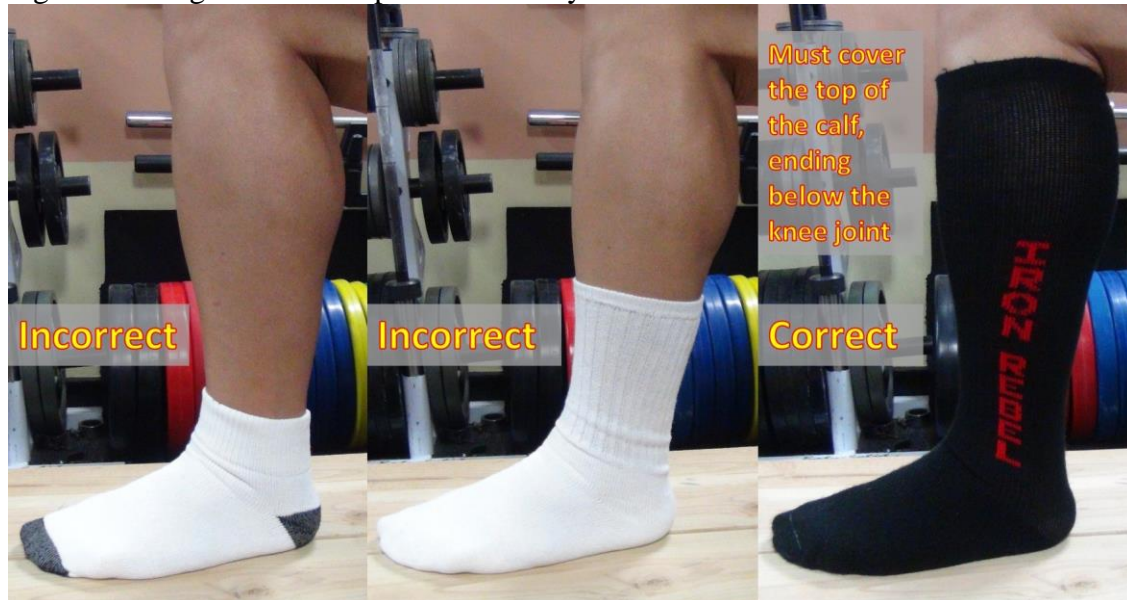 Incorrect
Incorrect
Must cover
the top of
the calf,
ending
below the
knee joint
Correct
IRON REBEL